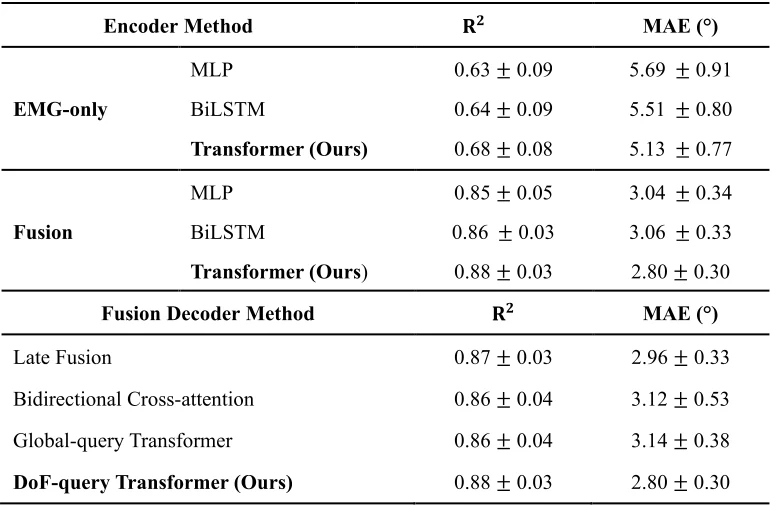 Encoder Method R² MAE (°)
MLP 0.63 ± 0.09 5.69 ± 0.91
EMG-only BiLSTM 0.64 ± 0.09 5.51 ± 0.80
Transformer (Ours) 0.68 ± 0.08 5.13 ± 0.77
MLP 0.85 ± 0.05 3.04 ± 0.34
Fusion BiLSTM 0.86 ± 0.03 3.06 ± 0.33
Transformer (Ours) 0.88 ± 0.03 2.80 ± 0.30
Fusion Decoder Method R² MAE (°)
Late Fusion 0.87 ± 0.03 2.96 ± 0.33
Bidirectional Cross-attention 0.86 ± 0.04 3.12 ± 0.53
Global-query Transformer 0.86 ± 0.04 3.14 ± 0.38
DoF-query Transformer (Ours) 0.88 ± 0.03 2.80 ± 0.30